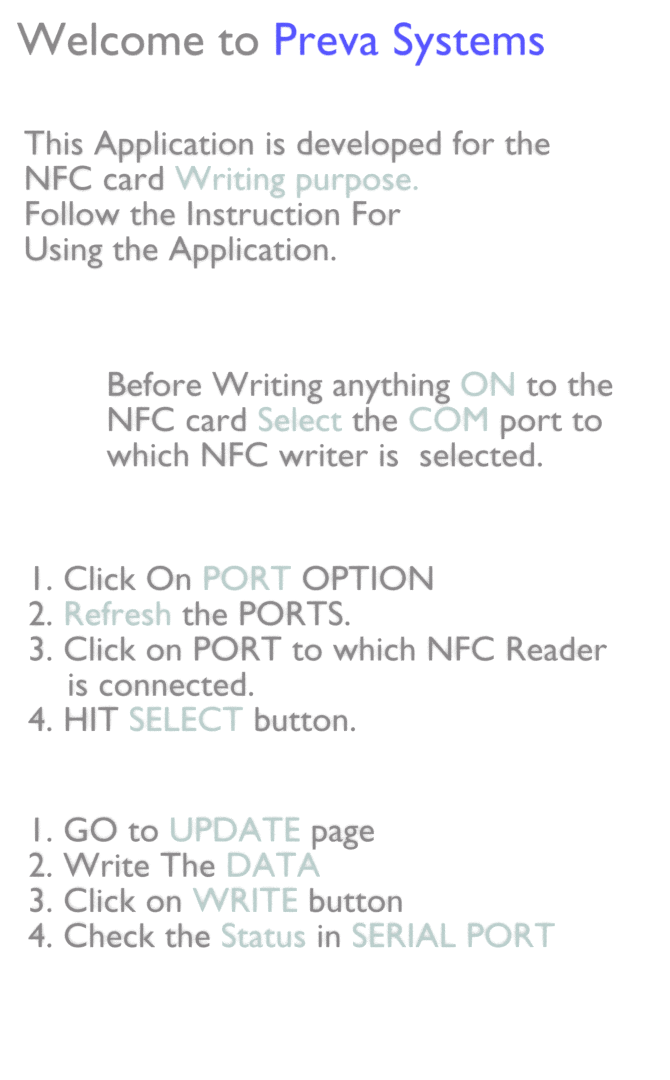 Welcome to Preva Systems
This Application is developed for the
NFC card Writing purpose.
Follow the Instruction For
Using the Application.
Before Writing anything ON to the
NFC card Select the COM port to
which NFC writer is  selected.
1. Click On PORT OPTION
2. Refresh the PORTS.
3. Click on PORT to which NFC Reader
is connected.
4. HIT SELECT button.
1. GO to UPDATE page
2. Write The DATA
3. Click on WRITE button
4. Check the Status in SERIAL PORT